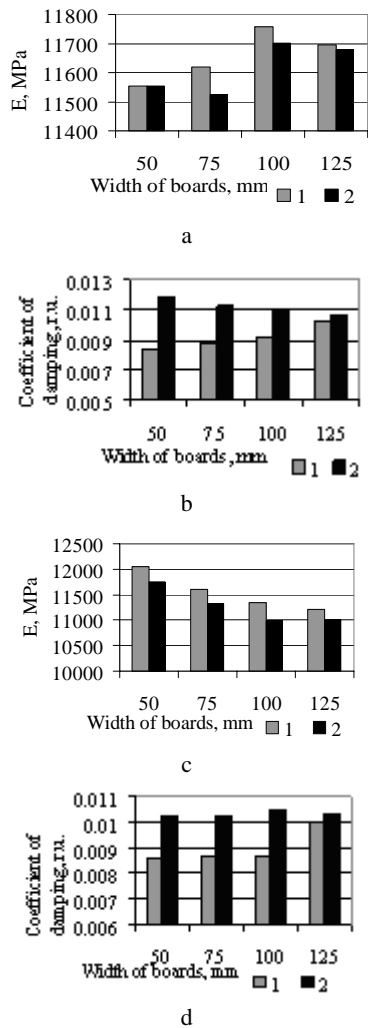 E, MPa
11800
11700
11600
11500
11400
50 75 100 125
Width of boards, mm 1 2
a
Coefficient of
damping, r.u.
0.013
0.011
0.009
0.007
0.005
50 75 100 125
Width of boards, mm 1 2
b
E, MPa
12500
12000
11500
11000
10500
10000
50 75 100 125
Width of boards, mm 1 2
c
Coefficient of
damping, r.u.
0.011
0.01
0.009
0.008
0.007
0.006
50 75 100 125
Width of boards, mm 1 2
d